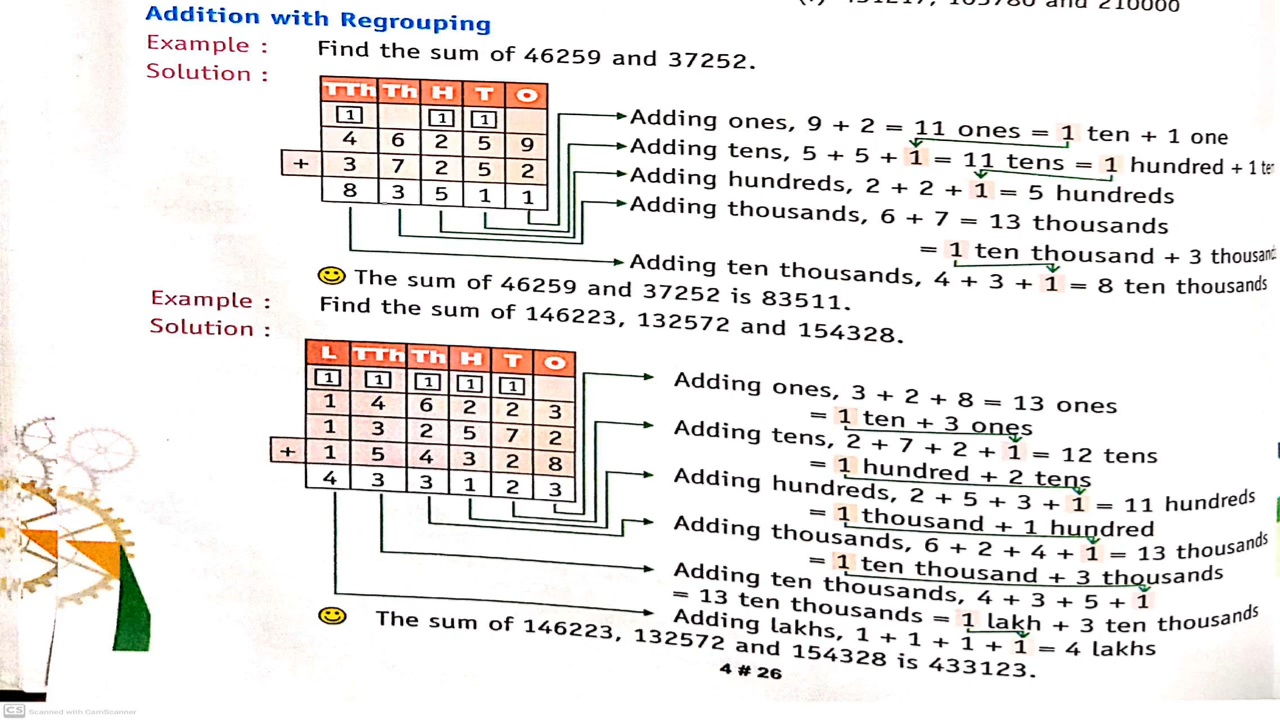 Addition with Regrouping
Example : Find the sum of 46259 and 37252.
Solution :
TTh Th H T O
1 1 1
4 6 2 5 9
+ 3 7 2 5 2
8 3 5 1 1
Adding ones, 9 + 2 = 11 ones = 1 ten + 1 one
Adding tens, 5 + 5 + 1 = 11 tens = 1 hundred + 1 te
Adding hundreds, 2 + 2 + 1 = 5 hundreds
Adding thousands, 6 + 7 = 13 thousands
= 1 ten thousand + 3 thousand
Adding ten thousands, 4 + 3 + 1 = 8 ten thousands
The sum of 46259 and 37252 is 83511.
Example : Find the sum of 146223, 132572 and 154328.
Solution :
L TTh Th H T O
1 1 1 1 1
1 4 6 2 2 3
1 3 2 5 7 2
+ 1 5 4 3 2 8
4 3 3 1 2 3
Adding ones, 3 + 2 + 8 = 13 ones
= 1 ten + 3 ones
Adding tens, 2 + 7 + 2 + 1 = 12 tens
= 1 hundred + 2 tens
Adding hundreds, 2 + 5 + 3 + 1 = 11 hundreds
= 1 thousand + 1 hundred
Adding thousands, 6 + 2 + 4 + 1 = 13 thousands
= 1 ten thousand + 3 thousands
Adding ten thousands, 4 + 3 + 5 + 1
= 13 ten thousands = 1 lakh + 3 ten thousands
Adding lakhs, 1 + 1 + 1 + 1 = 4 lakhs
The sum of 146223, 132572 and 154328 is 433123.
4 # 26
CS Scanned with CamScanner